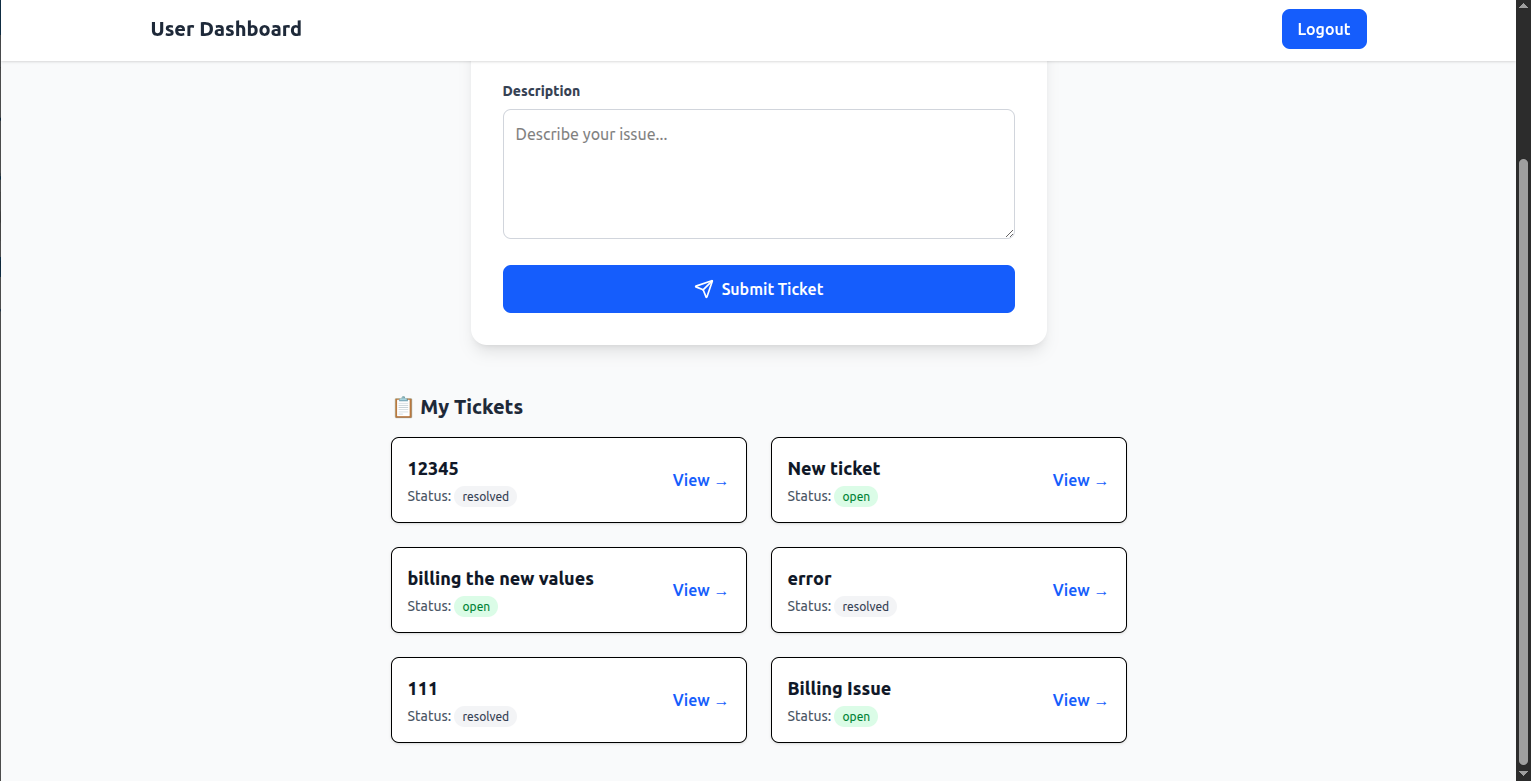 User Dashboard
Logout
Description
Describe your issue...
Submit Ticket
📋 My Tickets
12345
Status: resolved
View →
New ticket
Status: open
View →
billing the new values
Status: open
View →
error
Status: resolved
View →
111
Status: resolved
View →
Billing Issue
Status: open
View →